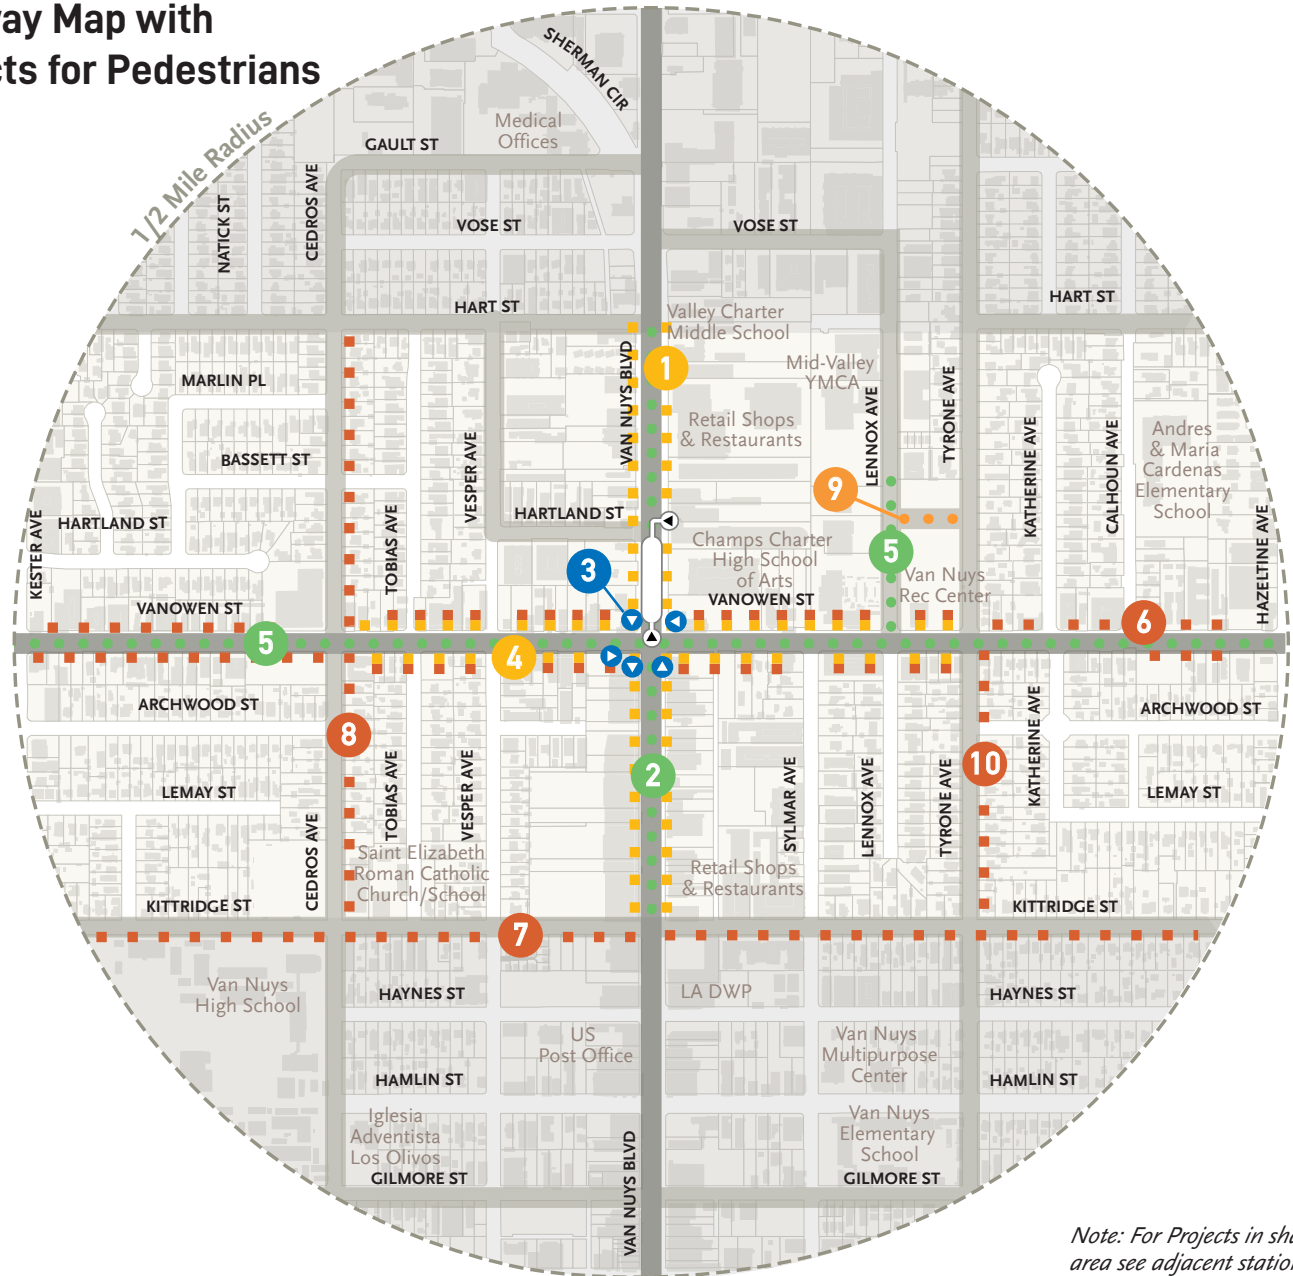 way Map with
cts for Pedestrians
1/2 Mile Radius
SHERMAN CIR
Medical
Offices
GAULT ST
NATICK ST
CEDROS AVE
VOSE ST
VOSE ST
HART ST
HART ST
Valley Charter
Middle School
MARLIN PL
VAN NUYS BLVD
1
Mid-Valley
YMCA
LENNOX AVE
TYRONE AVE
Retail Shops
& Restaurants
KATHERINE AVE
CALHOUN AVE
Andres
& Maria
Cardenas
Elementary
School
BASSETT ST
VESPER AVE
9
HARTLAND ST
HARTLAND ST
KESTER AVE
TOBIAS AVE
HAZELTINE AVE
Champs Charter
High School
of Arts
3
5
Van Nuys
Rec Center
VANOWEN ST
VANOWEN ST
6
5
4
ARCHWOOD ST
ARCHWOOD ST
8
KATHERINE AVE
10
2
TOBIAS AVE
VESPER AVE
SYLMAR AVE
LENNOX AVE
TYRONE AVE
LEMAY ST
LEMAY ST
CEDROS AVE
Saint Elizabeth
Roman Catholic
Church/School
Retail Shops
& Restaurants
KITTRIDGE ST
KITTRIDGE ST
7
Van Nuys
High School
HAYNES ST
LA DWP
HAYNES ST
US
Post Office
Van Nuys
Multipurpose
Center
HAMLIN ST
HAMLIN ST
Iglesia
Adventista
Los Olivos
Van Nuys
Elementary
School
GILMORE ST
VAN NUYS BLVD
GILMORE ST
Note: For Projects in sha
area see adjacent station